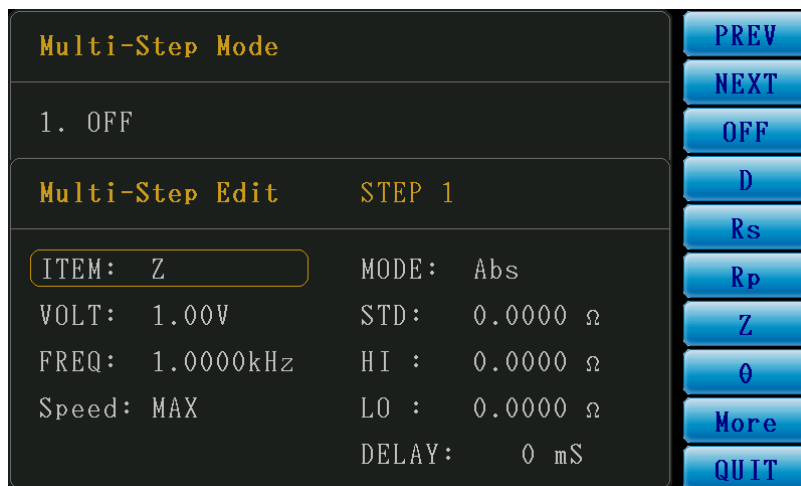 Multi-Step Mode
1. OFF
Multi-Step Edit STEP 1
ITEM: Z MODE: Abs
VOLT: 1.00V STD: 0.0000 Ω
FREQ: 1.0000kHz HI : 0.0000 Ω
Speed: MAX LO : 0.0000 Ω
DELAY: 0 mS
PREV
NEXT
OFF
D
Rs
Rp
Z
θ
More
QUIT